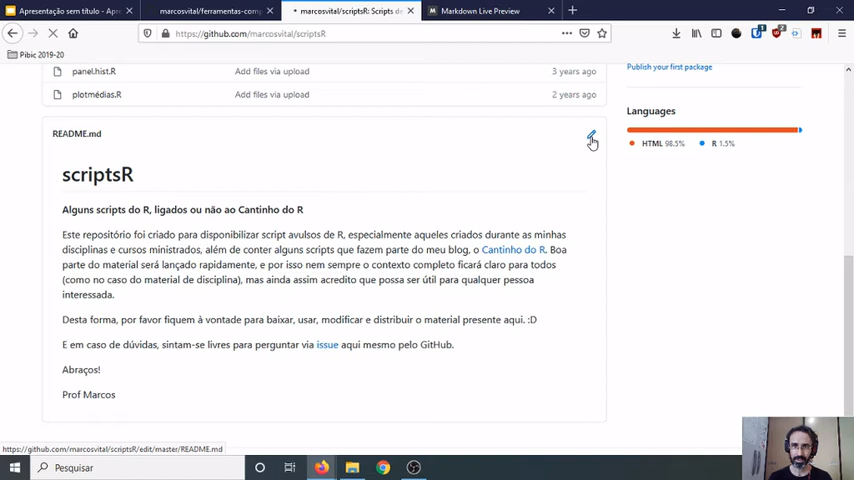 Apresentação sem título - Apre
marcosvital/ferramentas-comp
marcosvital/scriptsR: Scripts de
Markdown Live Preview
https://github.com/marcosvital/scriptsR
Pibic 2019-20
panel.hist.R
Add files via upload
3 years ago
plotmédias.R
Add files via upload
2 years ago
Publish your first package
Languages
HTML 98.5%
R 1.5%
README.md
scriptsR
Alguns scripts do R, ligados ou não ao Cantinho do R
Este repositório foi criado para disponibilizar script avulsos de R, especialmente aqueles criados durante as minhas
disciplinas e cursos ministrados, além de conter alguns scripts que fazem parte do meu blog, o Cantinho do R. Boa
parte do material será lançado rapidamente, e por isso nem sempre o contexto completo ficará claro para todos
(como no caso do material de disciplina), mas ainda assim acredito que possa ser útil para qualquer pessoa
interessada.
Desta forma, por favor fiquem à vontade para baixar, usar, modificar e distribuir o material presente aqui. :D
E em caso de dúvidas, sintam-se livres para perguntar via issue aqui mesmo pelo GitHub.
Abraços!
Prof Marcos
https://github.com/marcosvital/scriptsR/edit/master/README.md
Pesquisar